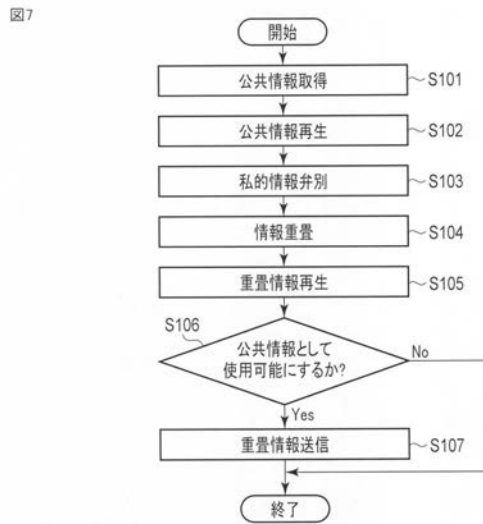 図7
開始
公共情報取得
S101
公共情報再生
S102
私的情報弁別
S103
情報重畳
S104
重畳情報再生
S105
S106
公共情報として
使用可能にするか?
No
Yes
重畳情報送信
S107
終了